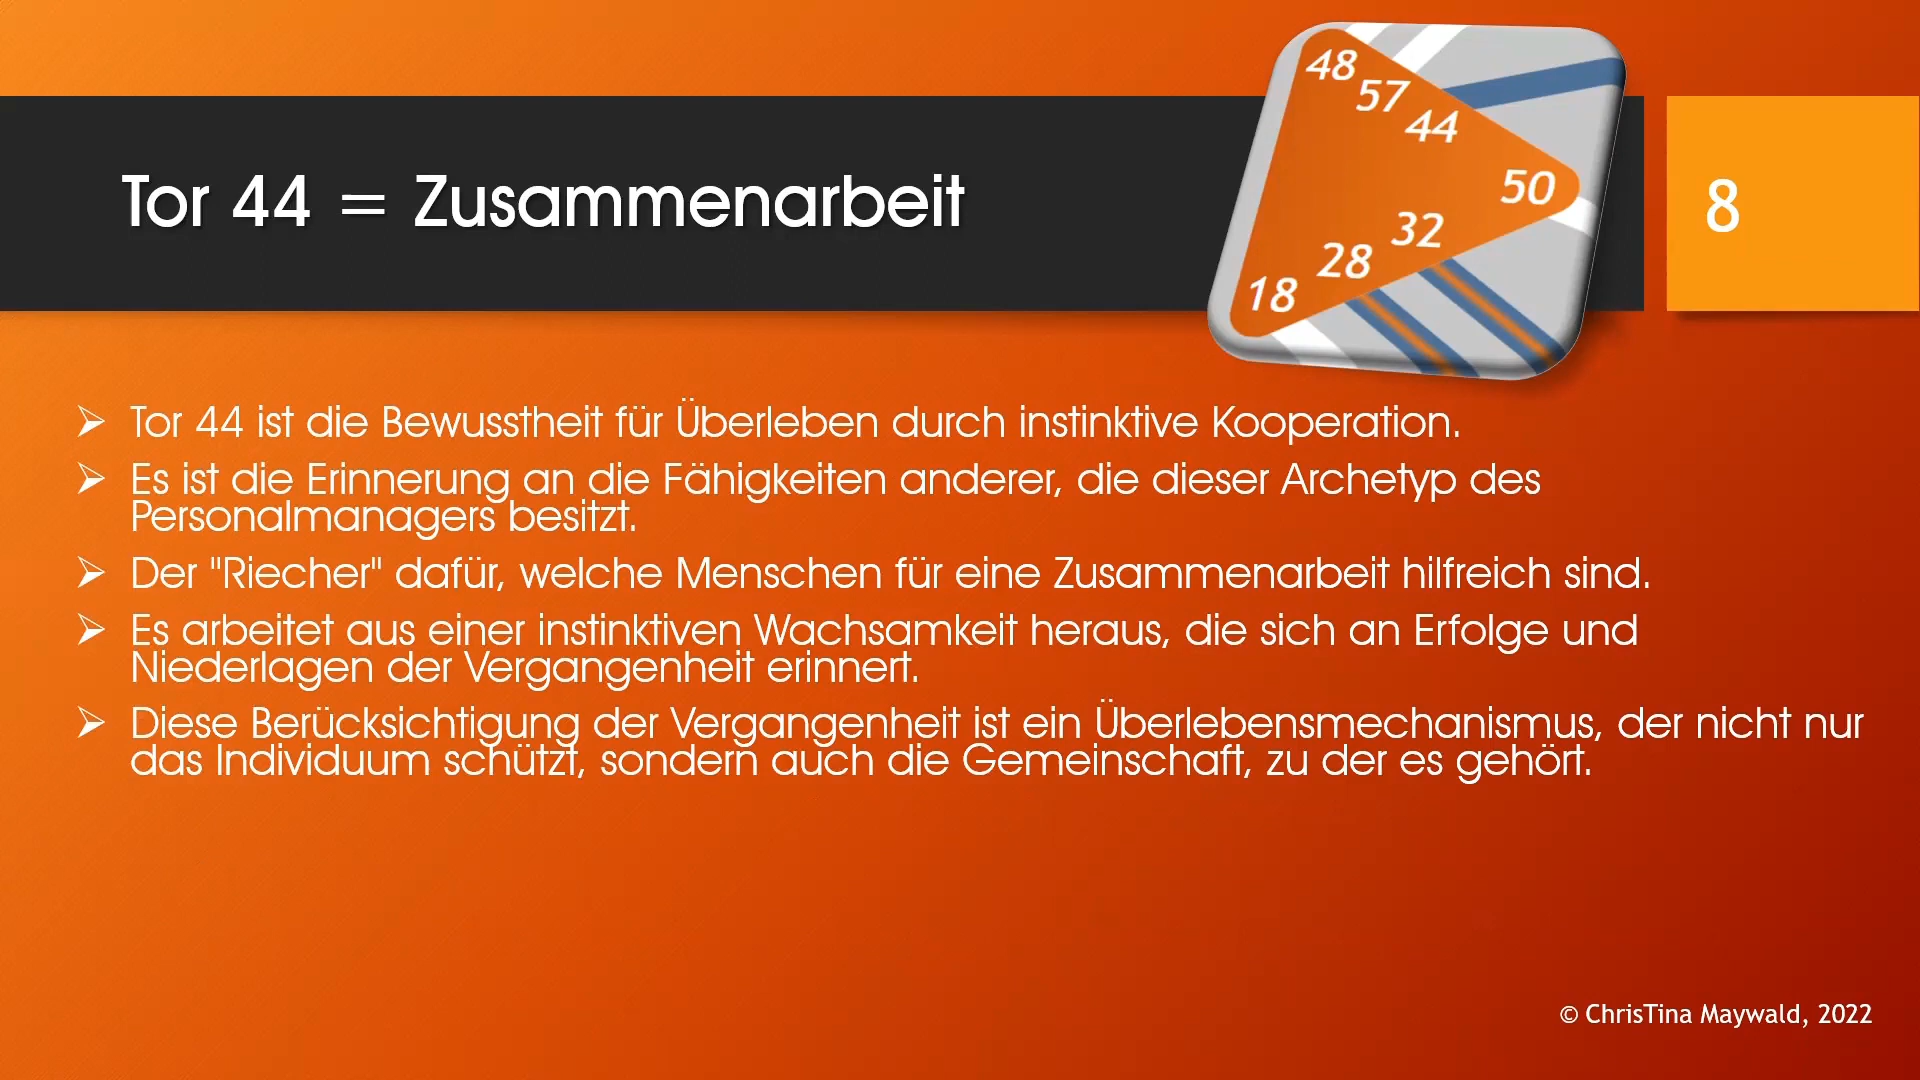 Tor 44 = Zusammenarbeit
8
48
57
44
50
32
28
18
➢ Tor 44 ist die Bewusstheit für Überleben durch instinktive Kooperation.
➢ Es ist die Erinnerung an die Fähigkeiten anderer, die dieser Archetyp des
Personalmanagers besitzt.
➢ Der "Riecher" dafür, welche Menschen für eine Zusammenarbeit hilfreich sind.
➢ Es arbeitet aus einer instinktiven Wachsamkeit heraus, die sich an Erfolge und
Niederlagen der Vergangenheit erinnert.
➢ Diese Berücksichtigung der Vergangenheit ist ein Überlebensmechanismus, der nicht nur
das Individuum schützt, sondern auch die Gemeinschaft, zu der es gehört.
© ChrisTina Maywald, 2022